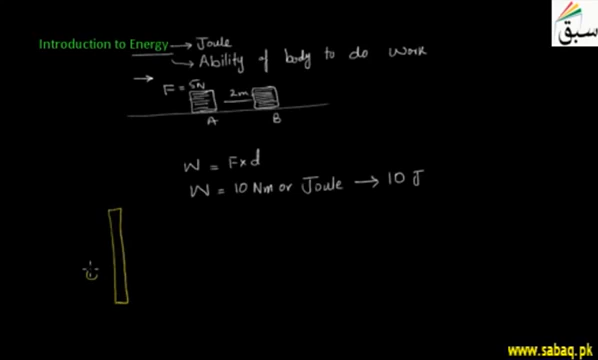 سبق
Introduction to Energy → Joule
→ Ability of body to do work
→ F = 5N 2m
A B
W = F×d
W = 10 Nm or Joule → 10 J
www.sabaq.pk